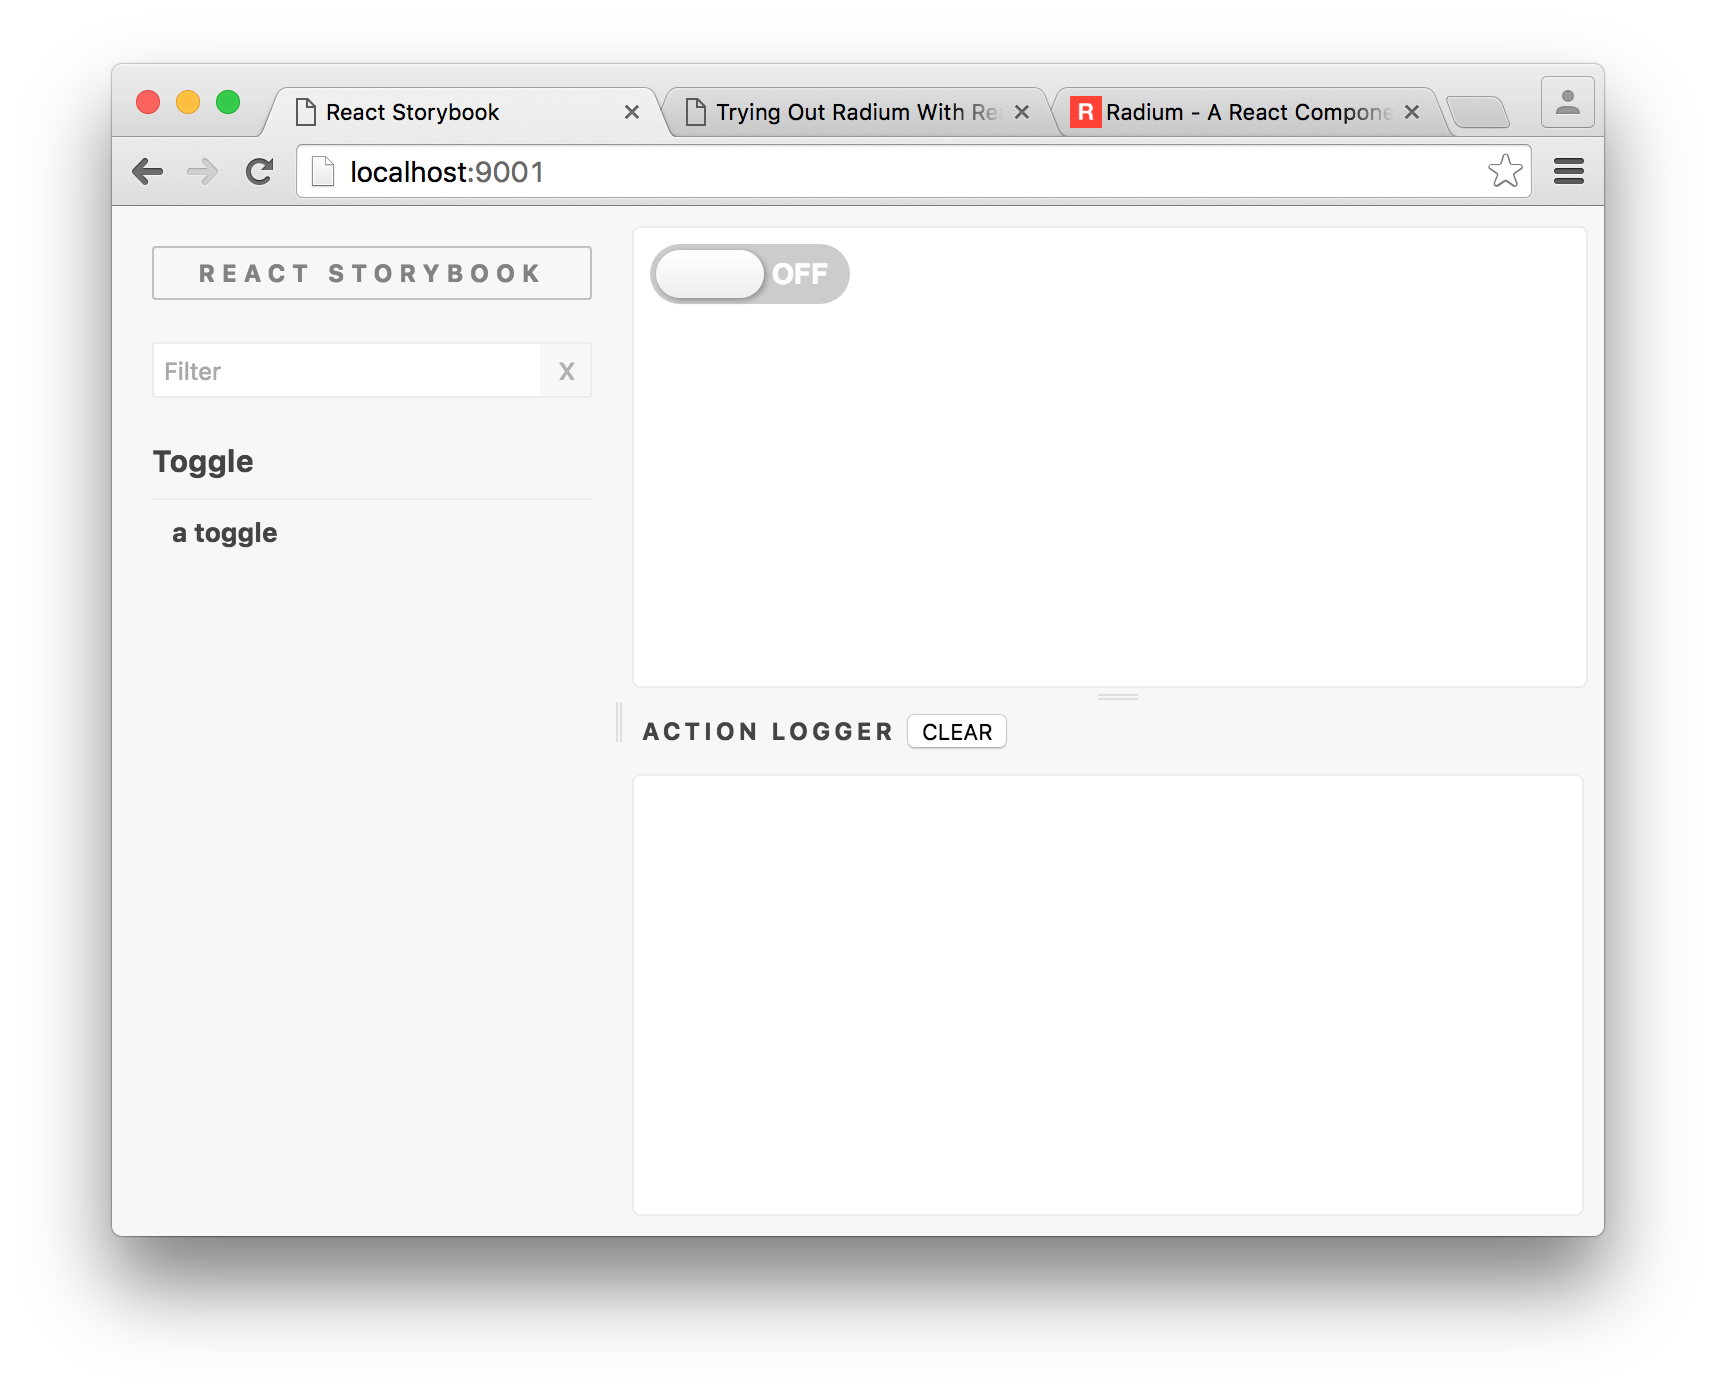 React Storybook
Trying Out Radium With Rea
R Radium - A React Compone
localhost:9001
REACT STORYBOOK
Filter
X
Toggle
a toggle
OFF
ACTION LOGGER
CLEAR